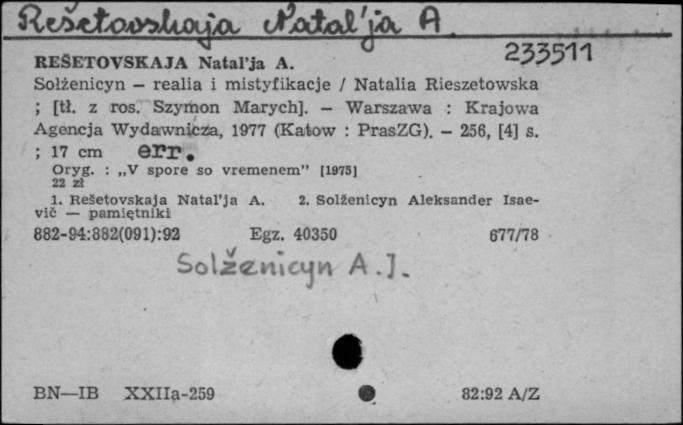 Rešetovskaja Natal'ja A
233511
REŠETOVSKAJA Natal'ja A.
Sołżenicyn – realia i mistyfikacje / Natalia Rieszetowska
; [tł. z ros. Szymon Marych]. – Warszawa : Krajowa
Agencja Wydawnicza, 1977 (Katow : PrasZG). – 256, [4] s.
; 17 cm err.
Oryg. : „V spore so vremenem" [1975]
22 zł
1. Rešetovskaja Natal'ja A. 2. Solženicyn Aleksander Isae-
vič — pamiętniki
882-94:882(091):92 Egz. 40350 677/78
Solženicyn A.I.
BN—IB XXIIa-259 82:92 A/Z